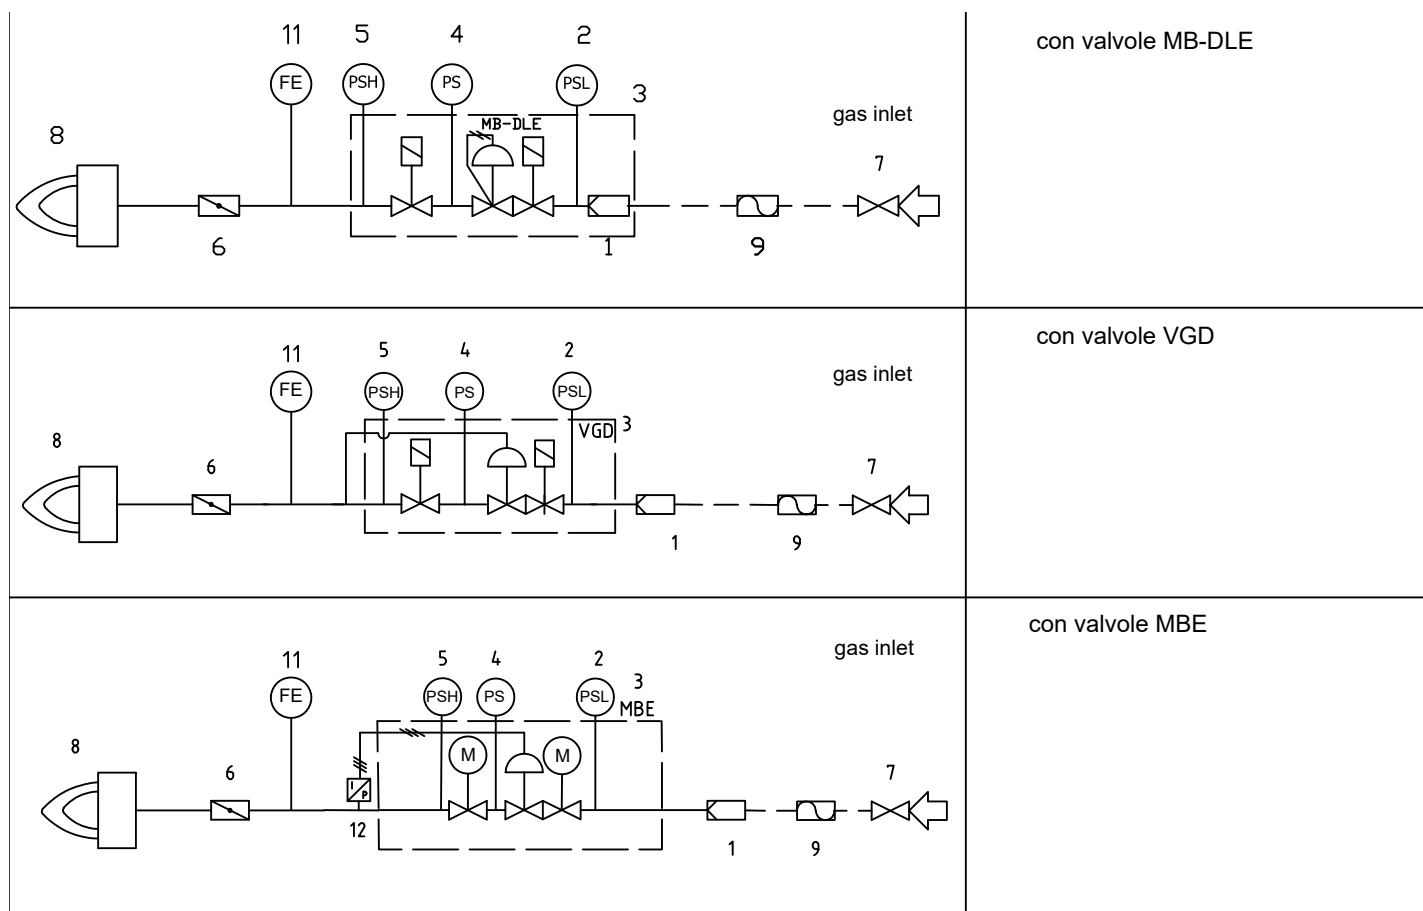 11 5 4 2
con valvole MB-DLE
FE PSH PS PSL
3
gas inlet
MB-DLE
8
7
6
1
9
con valvole VGD
11 5 4 2
gas inlet
FE PSH PS PSL
VGD 3
8
6
7
1
9
con valvole MBE
gas inlet
11 5 4 2
3
FE PSH PS PSL
MBE
8
M M
6
7
I/P
12
1
9